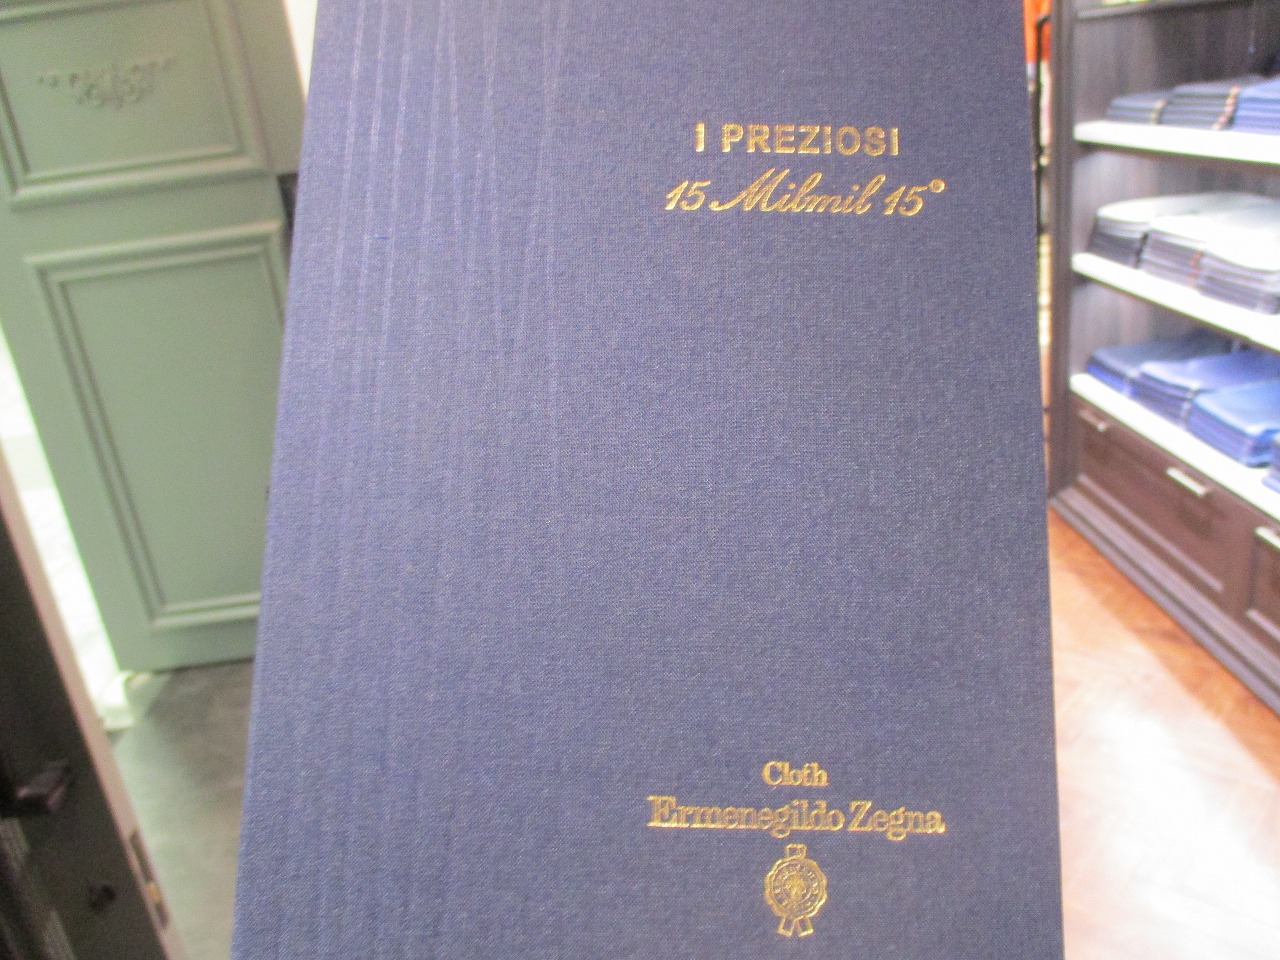 I PREZIOSI
15 Milmil 15®
Cloth
Ermenegildo Zegna